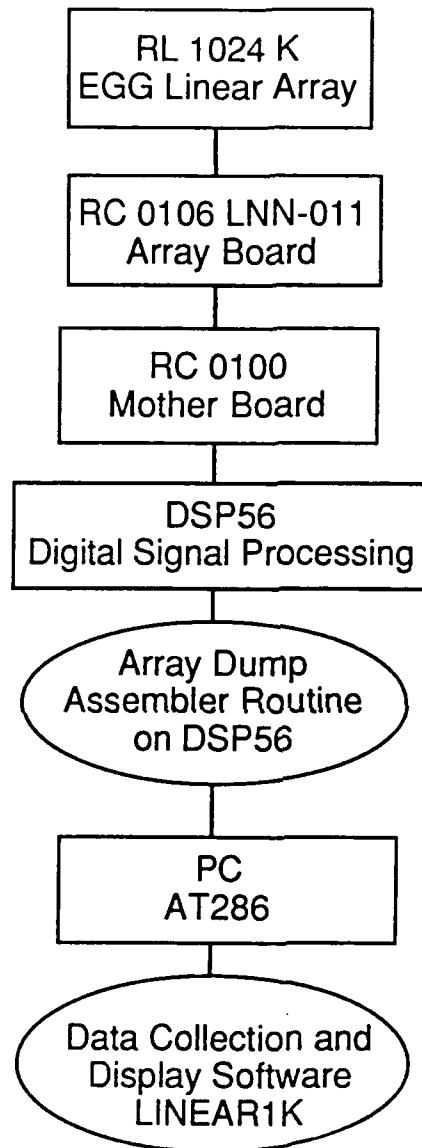 RL 1024 K
EGG Linear Array
RC 0106 LNN-011
Array Board
RC 0100
Mother Board
DSP56
Digital Signal Processing
Array Dump
Assembler Routine
on DSP56
PC
AT286
Data Collection and
Display Software
LINEAR1K